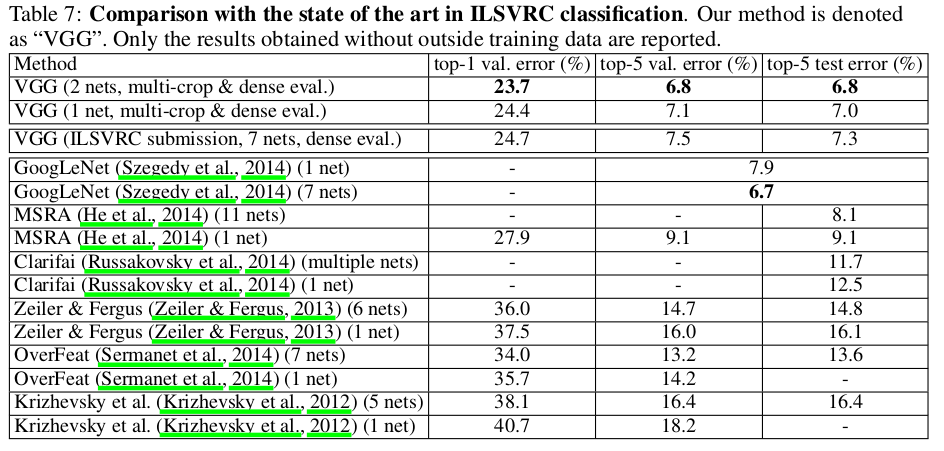 Table 7: Comparison with the state of the art in ILSVRC classification. Our method is denoted
as “VGG”. Only the results obtained without outside training data are reported.
Method top-1 val. error (%) top-5 val. error (%) top-5 test error (%)
VGG (2 nets, multi-crop & dense eval.) 23.7 6.8 6.8
VGG (1 net, multi-crop & dense eval.) 24.4 7.1 7.0
VGG (ILSVRC submission, 7 nets, dense eval.) 24.7 7.5 7.3
GoogLeNet (Szegedy et al., 2014) (1 net) - 7.9
GoogLeNet (Szegedy et al., 2014) (7 nets) - 6.7
MSRA (He et al., 2014) (11 nets) - - 8.1
MSRA (He et al., 2014) (1 net) 27.9 9.1 9.1
Clarifai (Russakovsky et al., 2014) (multiple nets) - - 11.7
Clarifai (Russakovsky et al., 2014) (1 net) - - 12.5
Zeiler & Fergus (Zeiler & Fergus, 2013) (6 nets) 36.0 14.7 14.8
Zeiler & Fergus (Zeiler & Fergus, 2013) (1 net) 37.5 16.0 16.1
OverFeat (Sermanet et al., 2014) (7 nets) 34.0 13.2 13.6
OverFeat (Sermanet et al., 2014) (1 net) 35.7 14.2 -
Krizhevsky et al. (Krizhevsky et al., 2012) (5 nets) 38.1 16.4 16.4
Krizhevsky et al. (Krizhevsky et al., 2012) (1 net) 40.7 18.2 -